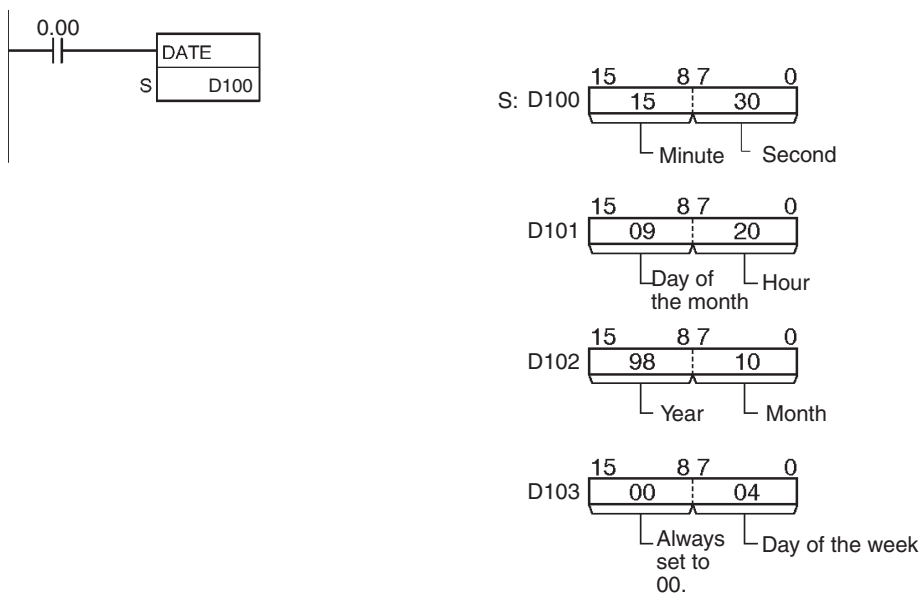 0.00
DATE
S D100
15 8 7 0
S: D100 15 30
Minute Second
15 8 7 0
D101 09 20
Day of
the month
Hour
15 8 7 0
D102 98 10
Year Month
15 8 7 0
D103 00 04
Always
set to
00.
Day of the week